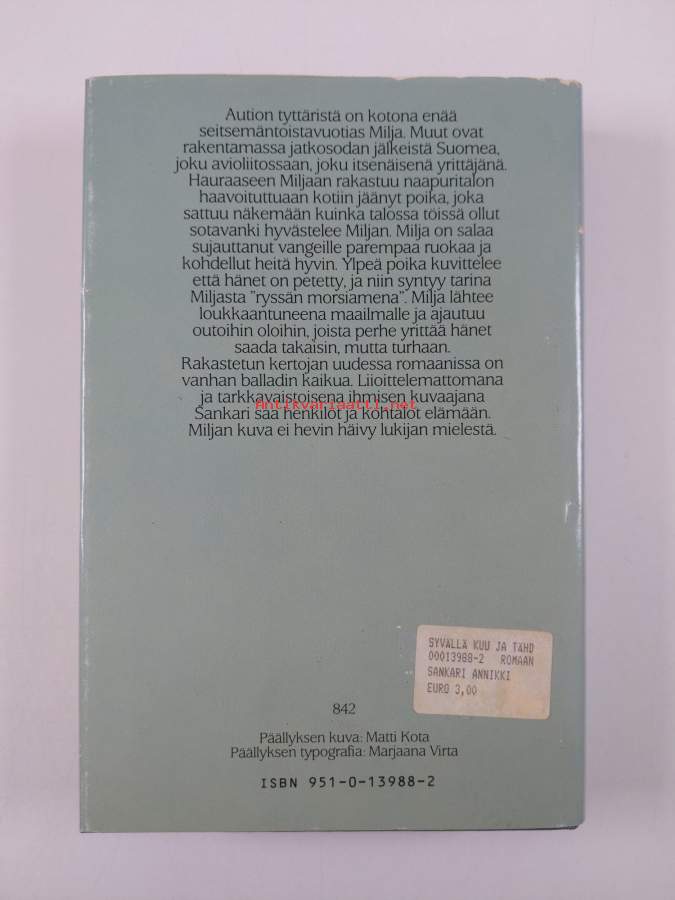 Aution tyttäristä on kotona enää
seitsemäntoistavuotias Milja. Muut ovat
rakentamassa jatkosodan jälkeistä Suomea,
joku avioliitossaan, joku itsenäisenä yrittäjänä.
Hauraaseen Miljaan rakastuu naapuritalon
haavoituttuaan kotiin jäänyt poika, joka
sattuu näkemään kuinka talossa töissä ollut
sotavanki hyvästelee Miljan. Milja on salaa
sujauttanut vangeille parempaa ruokaa ja
kohdellut heitä hyvin. Ylpeä poika kuvittelee
että hänet on petetty, ja niin syntyy tarina
Miljasta "ryssän morsiamena". Milja lähtee
loukkaantuneena maailmalle ja ajautuu
outoihin oloihin, joista perhe yrittää hänet
saada takaisin, mutta turhaan.
Rakastetun kertojan uudessa romaanissa on
vanhan balladin kaikua. Liioittelemattomana
ja tarkkavaistoisena ihmisen kuvaajana
Antikvariaatti.net
Sankari saa henkilöt ja kohtalot elämään.
Miljan kuva ei hevin häivy lukijan mielestä.
SYVÄLLÄ KUU JA TÄHD
00013988-2 ROMAAN
SANKARI ANNIKKI
EURO 3,00
842
Päällyksen kuva: Matti Kota
Päällyksen typografia: Marjaana Virta
ISBN 951-0-13988-2